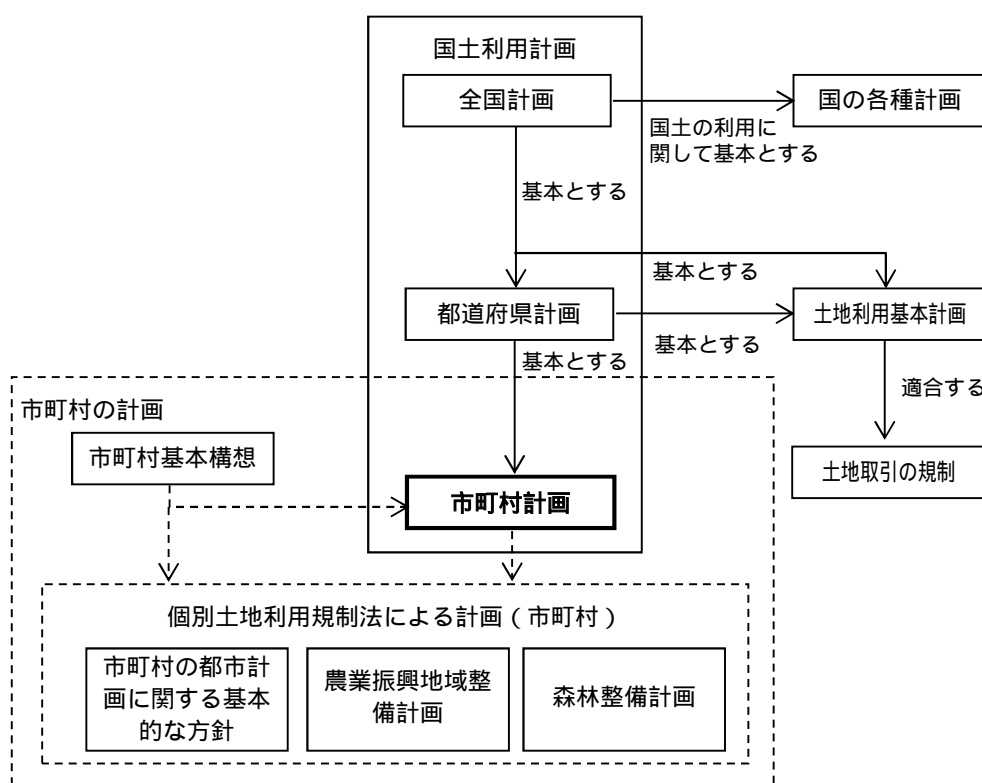 国土利用計画
全国計画
国の各種計画
国土の利用に
関して基本とする
基本とする
基本とする
都道府県計画
土地利用基本計画
基本とする
基本とする
適合する
市町村の計画
市町村基本構想
土地取引の規制
市町村計画
個別土地利用規制法による計画（市町村）
市町村の都市計
画に関する基本
的な方針
農業振興地域整
備計画
森林整備計画